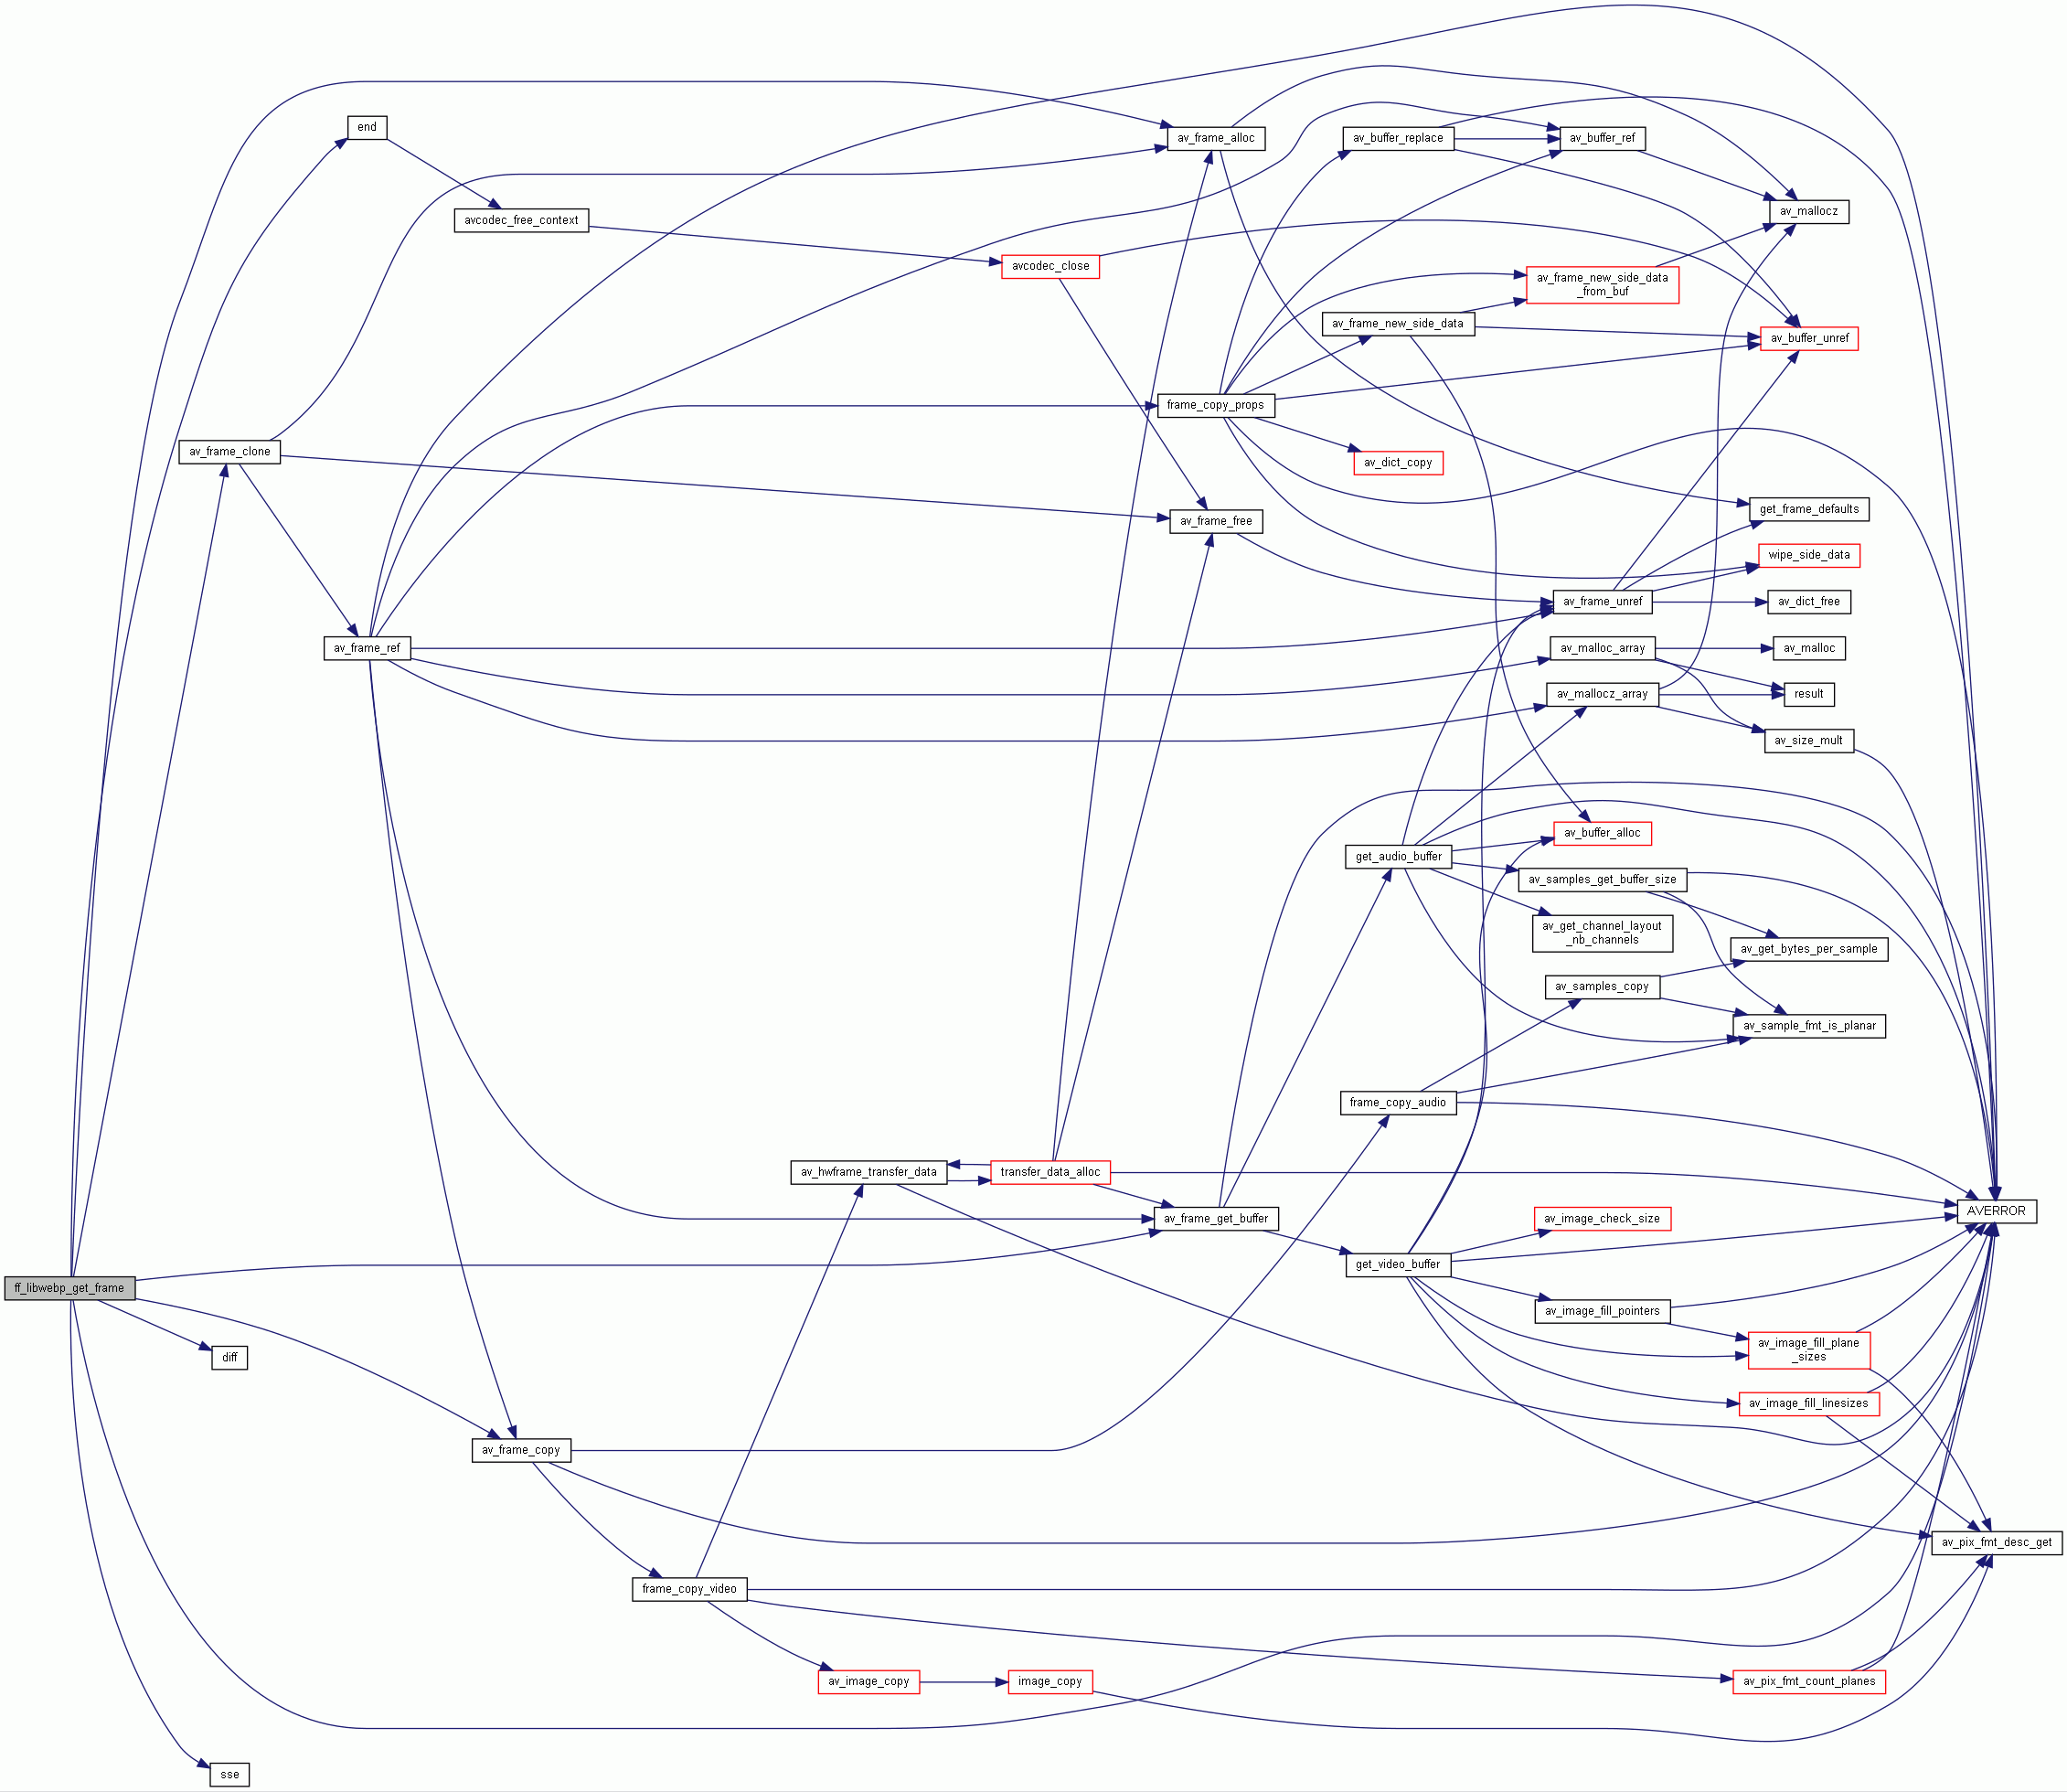 end
av_frame_alloc
av_buffer_replace
av_buffer_ref
avcodec_free_context
av_mallocz
avcodec_close
av_frame_new_side_data
_from_buf
av_frame_new_side_data
av_buffer_unref
frame_copy_props
av_frame_clone
av_dict_copy
av_frame_free
get_frame_defaults
wipe_side_data
av_frame_unref
av_dict_free
av_frame_ref
av_malloc_array
av_malloc
av_mallocz_array
result
av_size_mult
av_buffer_alloc
get_audio_buffer
av_samples_get_buffer_size
av_get_channel_layout
_nb_channels
av_get_bytes_per_sample
av_samples_copy
av_sample_fmt_is_planar
frame_copy_audio
av_hwframe_transfer_data
transfer_data_alloc
av_frame_get_buffer
av_image_check_size
AVERROR
get_video_buffer
ff_libwebp_get_frame
av_image_fill_pointers
diff
av_image_fill_plane
_sizes
av_image_fill_linesizes
av_frame_copy
av_pix_fmt_desc_get
frame_copy_video
av_image_copy
image_copy
av_pix_fmt_count_planes
sse